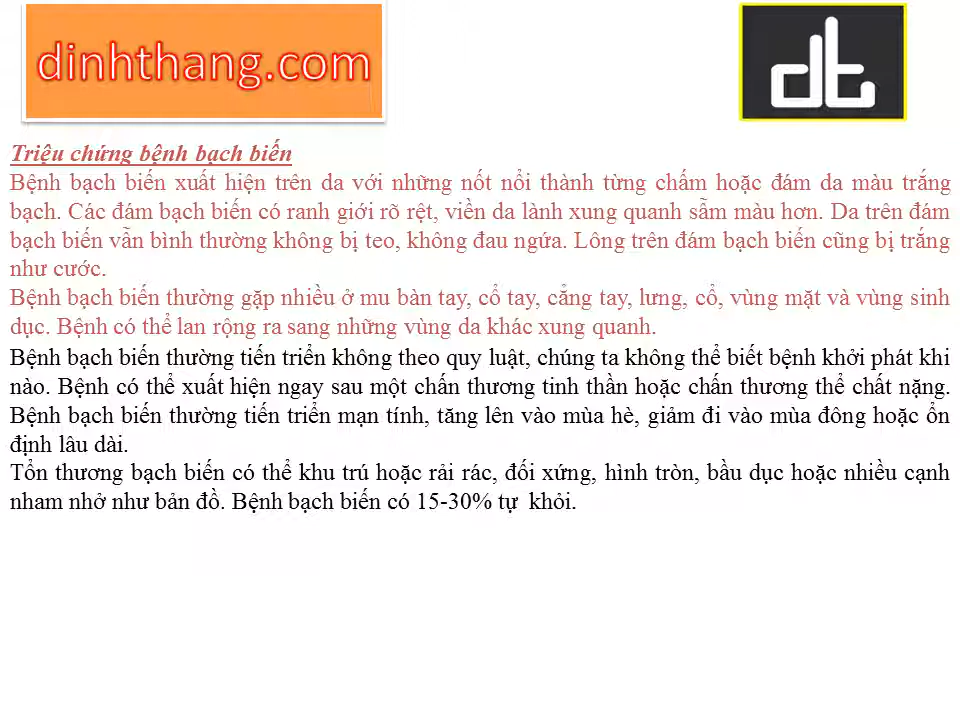 dinhthang.com
dt
Triệu chứng bệnh bạch biến
Bệnh bạch biến xuất hiện trên da với những nốt nổi thành từng chấm hoặc đám da màu trắng
bạch. Các đám bạch biến có ranh giới rõ rệt, viền da lành xung quanh sẫm màu hơn. Da trên đám
bạch biến vẫn bình thường không bị teo, không đau ngứa. Lông trên đám bạch biến cũng bị trắng
như cước.
Bệnh bạch biến thường gặp nhiều ở mu bàn tay, cổ tay, cẳng tay, lưng, cổ, vùng mặt và vùng sinh
dục. Bệnh có thể lan rộng ra sang những vùng da khác xung quanh.
Bệnh bạch biến thường tiến triển không theo quy luật, chúng ta không thể biết bệnh khởi phát khi
nào. Bệnh có thể xuất hiện ngay sau một chấn thương tinh thần hoặc chấn thương thể chất nặng.
Bệnh bạch biến thường tiến triển mạn tính, tăng lên vào mùa hè, giảm đi vào mùa đông hoặc ổn
định lâu dài.
Tổn thương bạch biến có thể khu trú hoặc rải rác, đối xứng, hình tròn, bầu dục hoặc nhiều cạnh
nham nhở như bản đồ. Bệnh bạch biến có 15-30% tự khỏi.